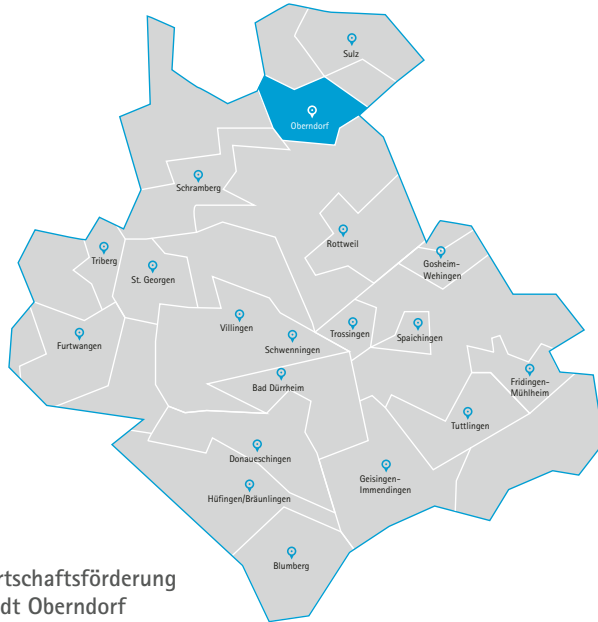 Sulz
Oberndorf
Schramberg
Rottweil
Triberg
St. Georgen
Gosheim-
Wehingen
Villingen
Trossingen
Spaichingen
Furtwangen
Schwenningen
Bad Dürrheim
Fridingen-
Mühlheim
Tuttlingen
Donaueschingen
Geisingen-
Immendingen
Hüfingen/Bräunlingen
Blumberg
rtschaftsförderung
dt Oberndorf